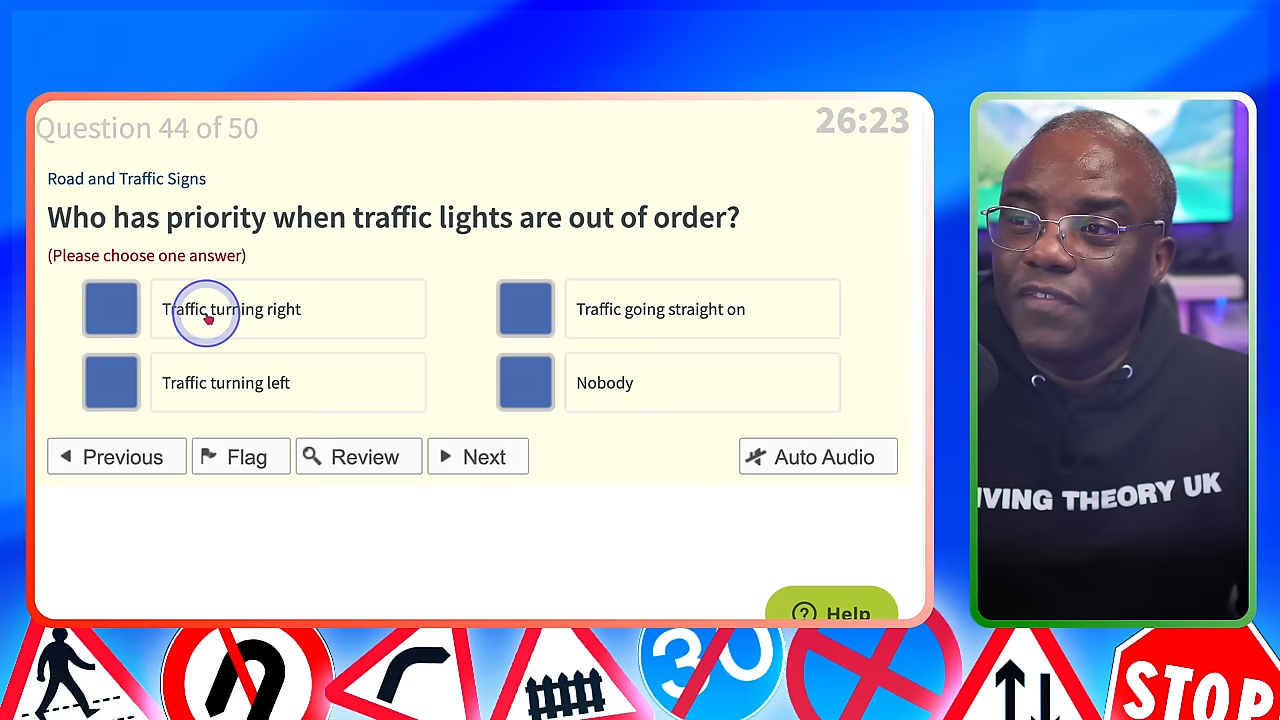 Question 44 of 50
26:23
Road and Traffic Signs
Who has priority when traffic lights are out of order?
(Please choose one answer)
Traffic turning right
Traffic going straight on
Traffic turning left
Nobody
Previous
Flag
Review
Next
Auto Audio
? Help
IVING THEORY UK
30
STOP